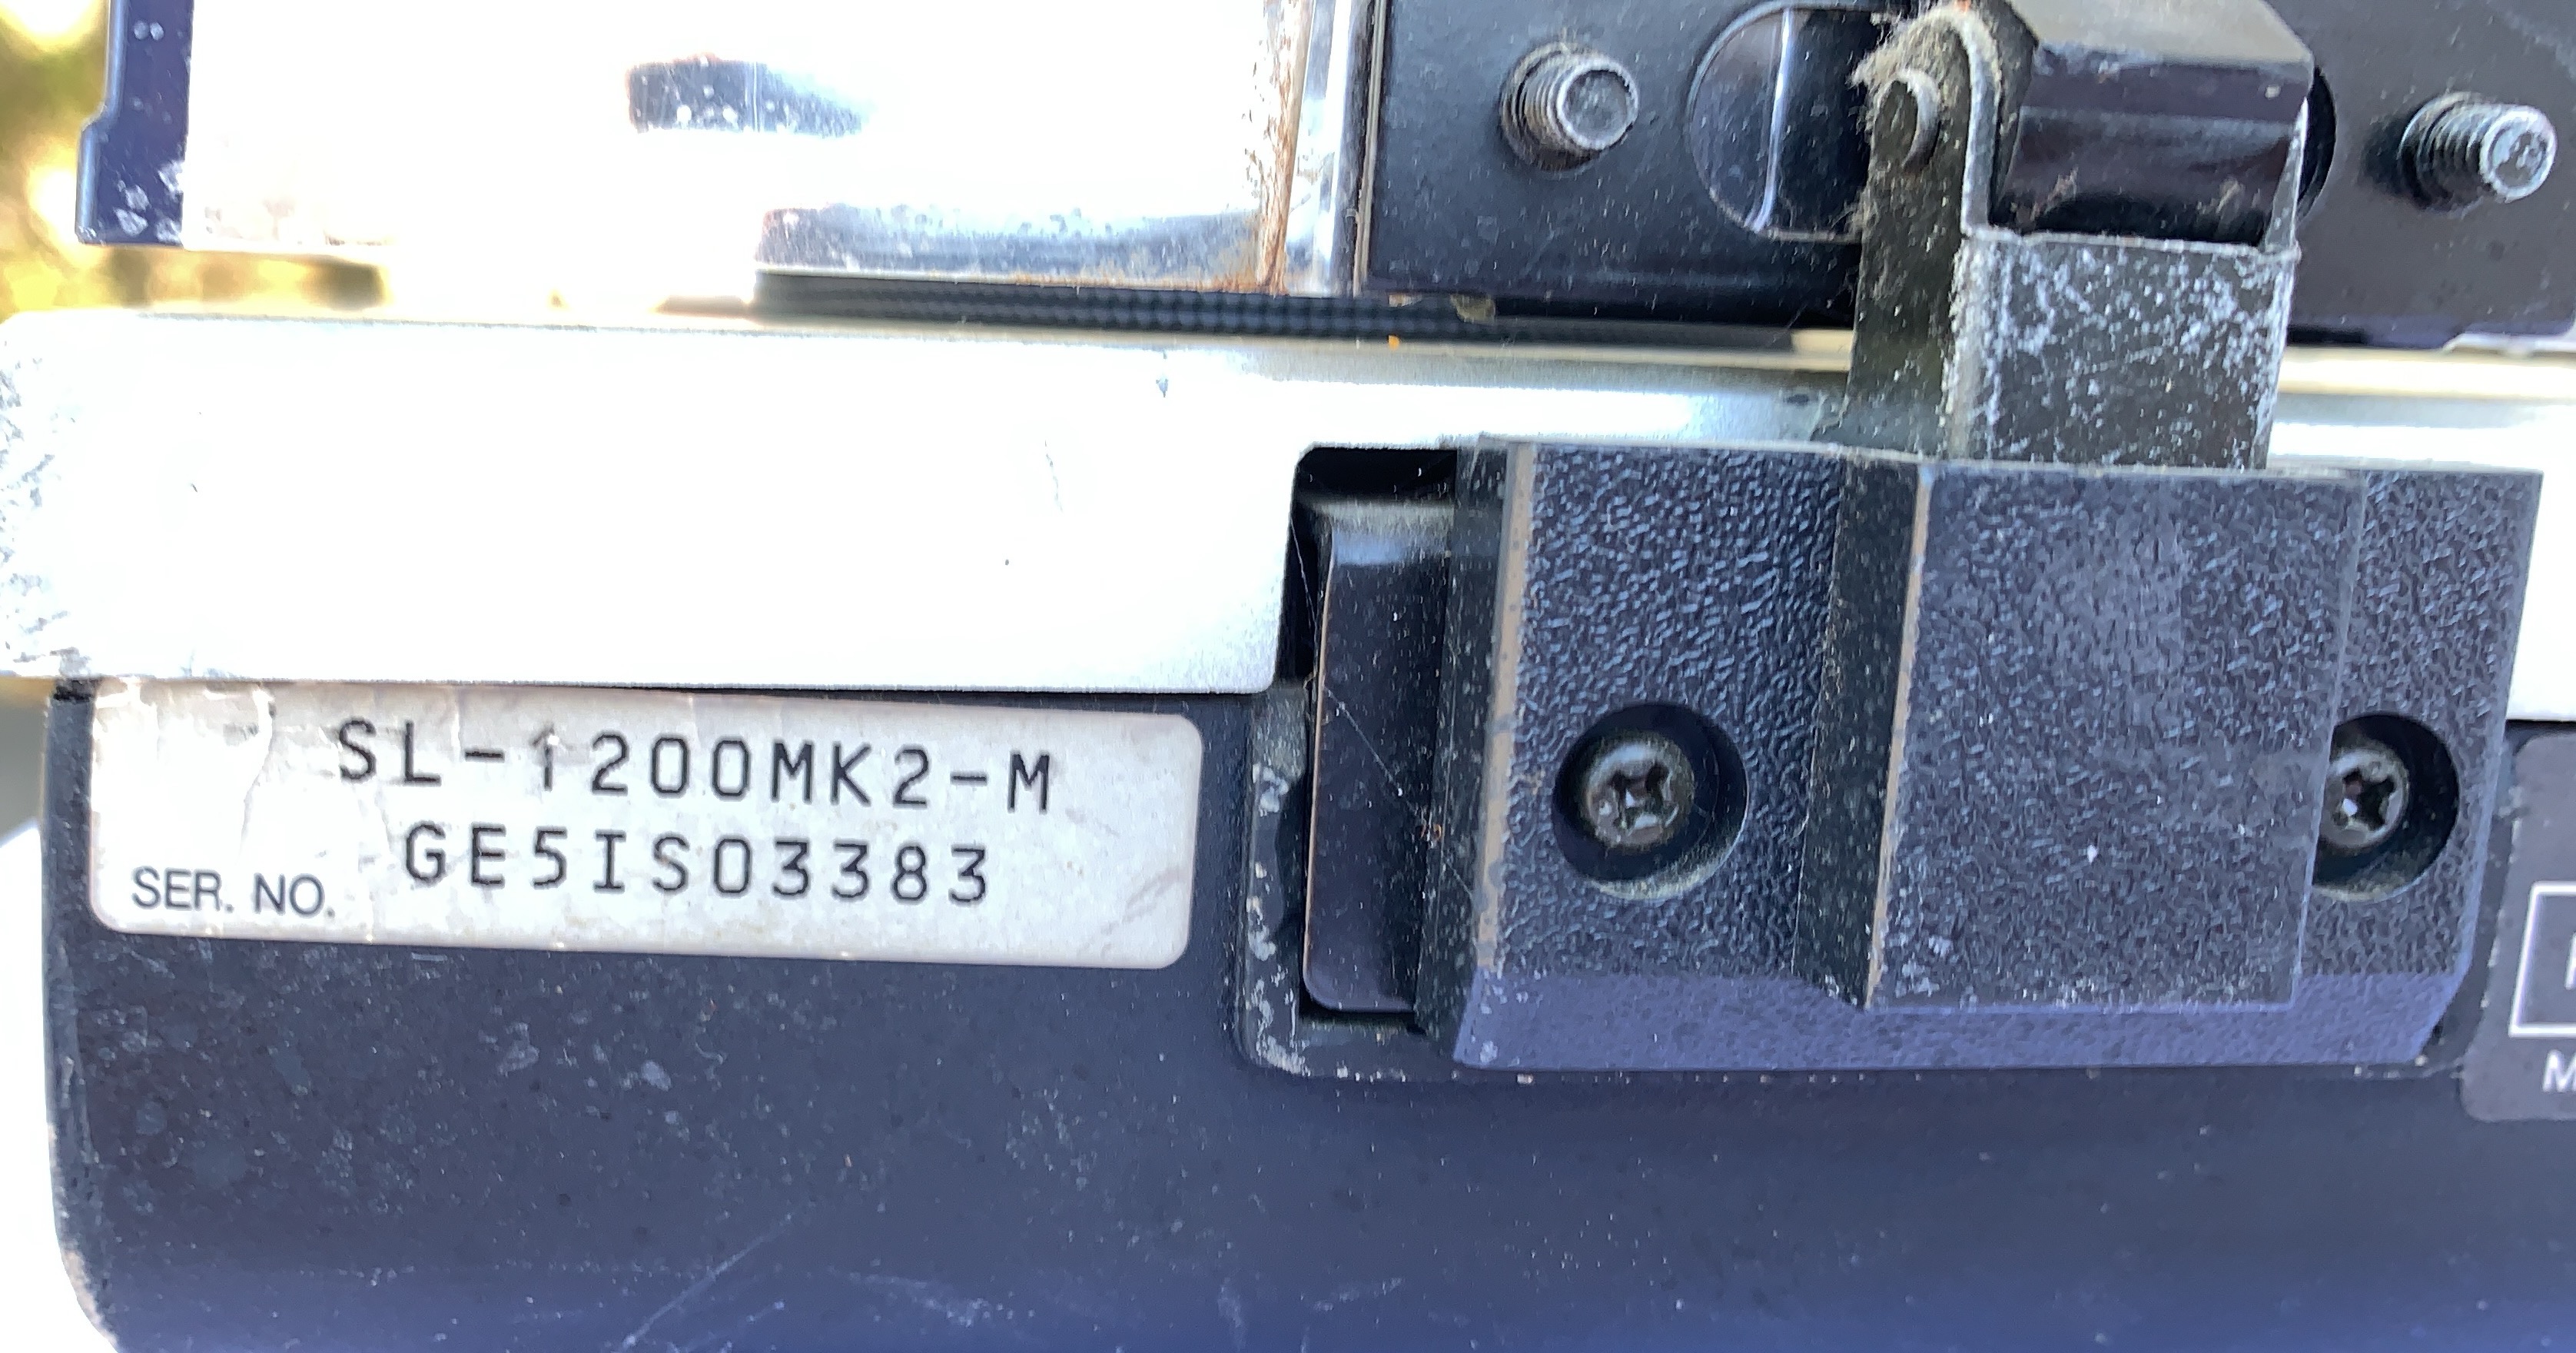 SL-1200MK2-M
GE5IS03383
SER. NO.